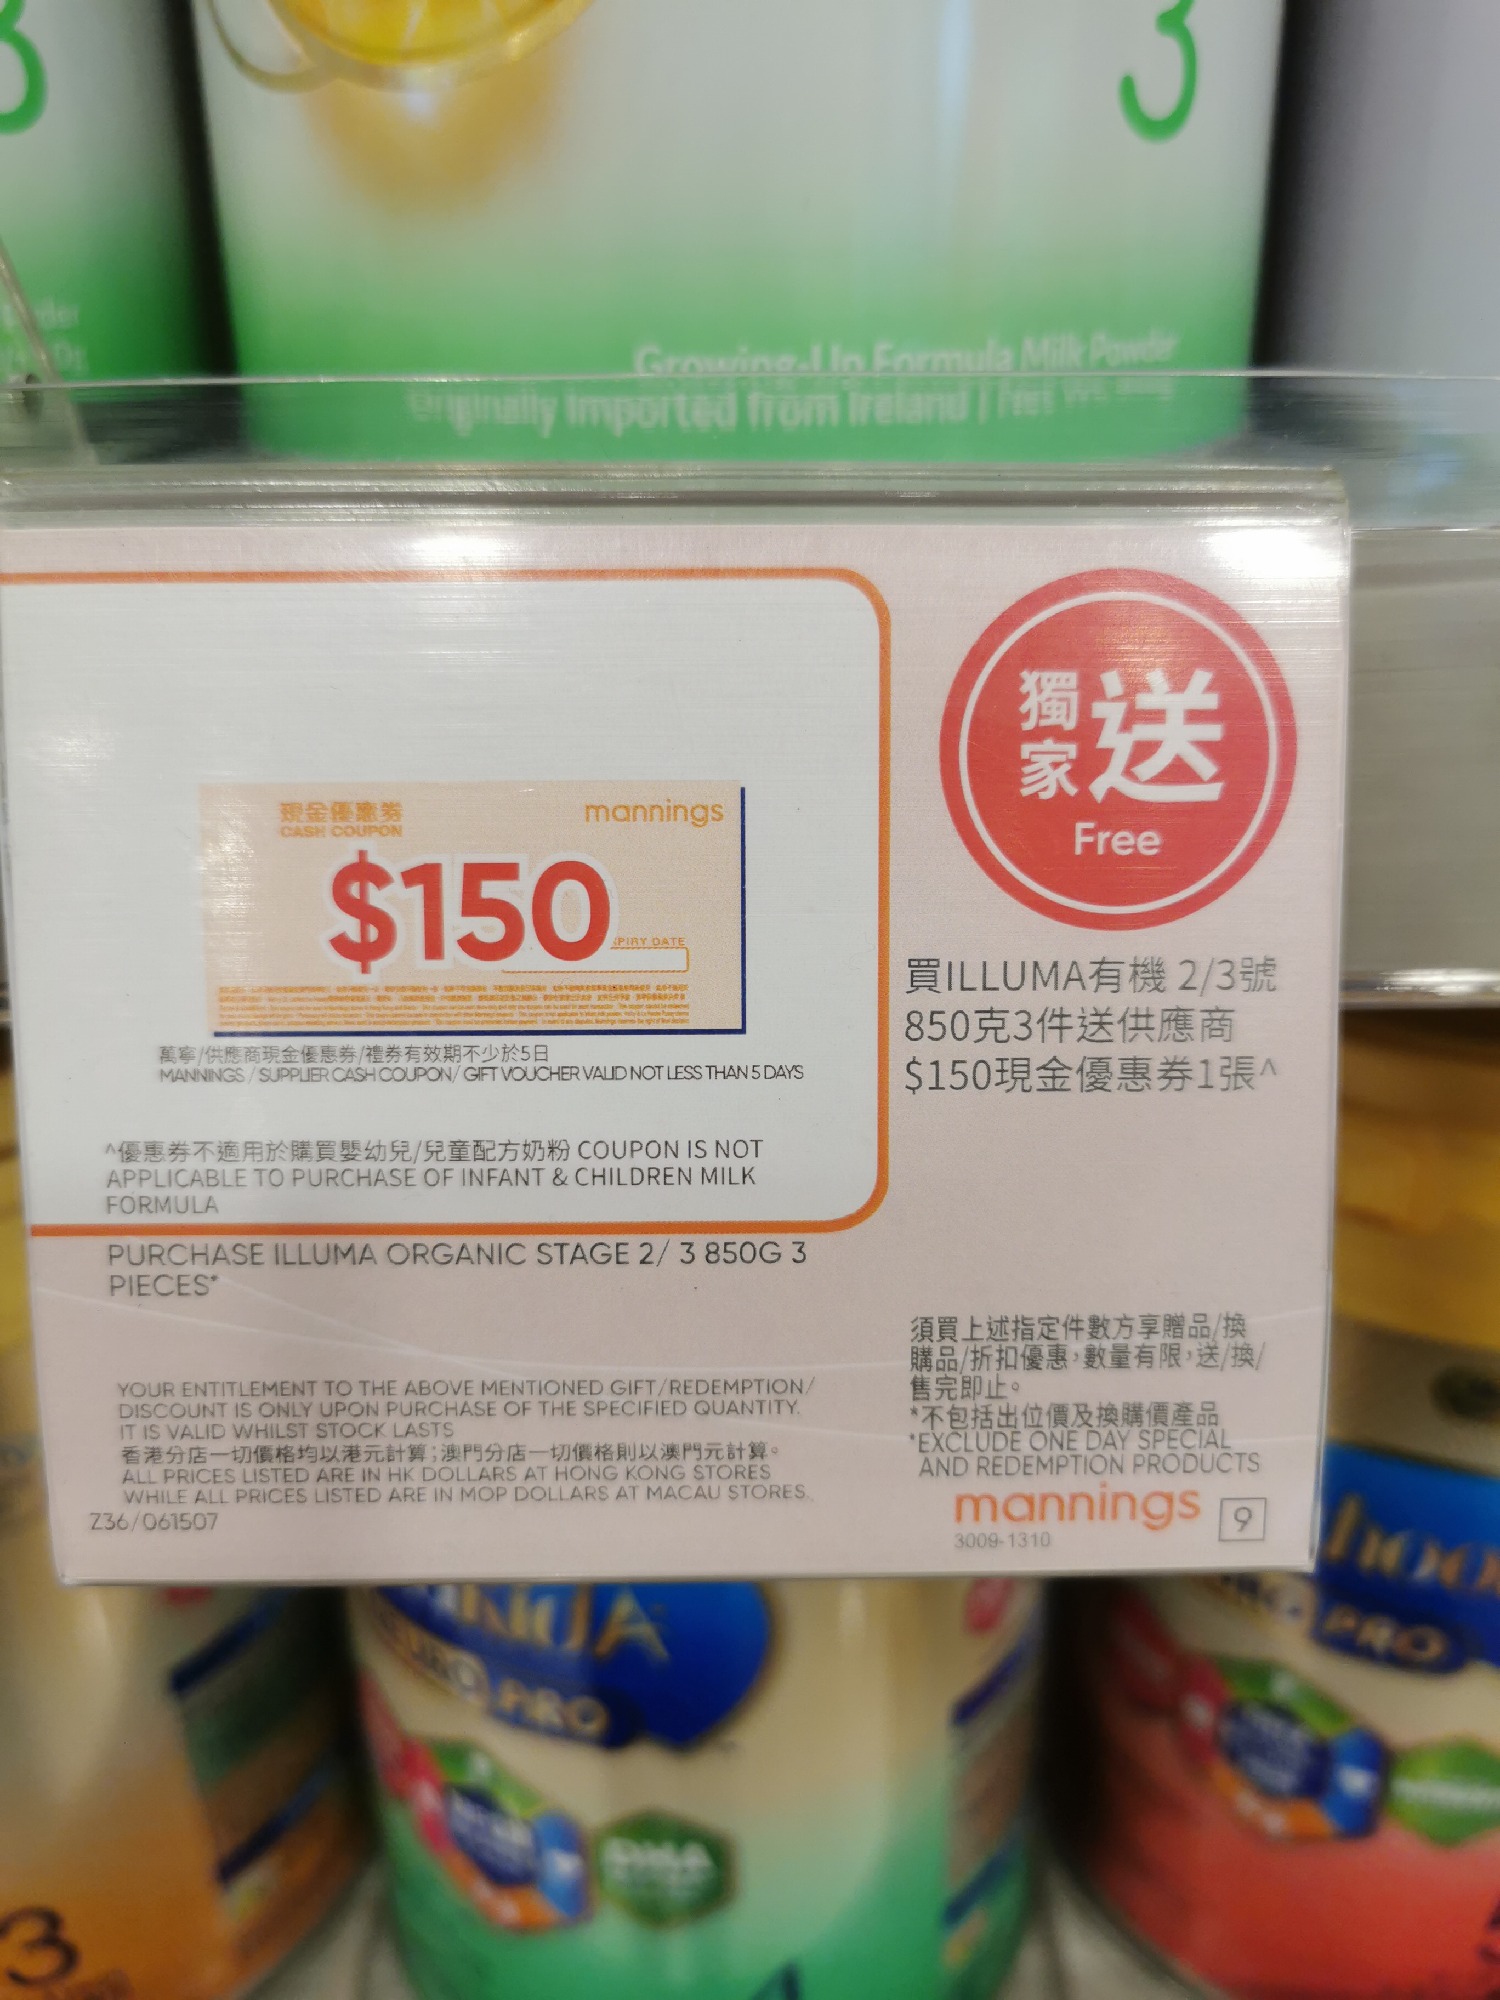 3
3
Growing-Up Formula Milk Powder
Originally Imported from Ireland | Net Wt.
獨家送
Free
現金優惠券
CASH COUPON
mannings
$150
PIRY DATE
萬寧/供應商現金優惠券/禮券有效期不少於5日
MANNINGS / SUPPLIER CASH COUPON/ GIFT VOUCHER VALID NOT LESS THAN 5 DAYS
^優惠券不適用於購買嬰幼兒/兒童配方奶粉 COUPON IS NOT
APPLICABLE TO PURCHASE OF INFANT & CHILDREN MILK
FORMULA
買ILLUMA有機 2/3號
850克3件送供應商
$150現金優惠券1張^
PURCHASE ILLUMA ORGANIC STAGE 2/ 3 850G 3
PIECES*
YOUR ENTITLEMENT TO THE ABOVE MENTIONED GIFT/REDEMPTION/
DISCOUNT IS ONLY UPON PURCHASE OF THE SPECIFIED QUANTITY.
IT IS VALID WHILST STOCK LASTS
香港分店一切價格均以港元計算;澳門分店一切價格則以澳門元計算。
ALL PRICES LISTED ARE IN HK DOLLARS AT HONG KONG STORES
WHILE ALL PRICES LISTED ARE IN MOP DOLLARS AT MACAU STORES.
Z36/061507
須買上述指定件數方享贈品/換
購品/折扣優惠,數量有限,送/換/
售完即止。
*不包括出位價及換購價產品
*EXCLUDE ONE DAY SPECIAL
AND REDEMPTION PRODUCTS
mannings 9
3009-1310
PRO
PRO
DHA
3